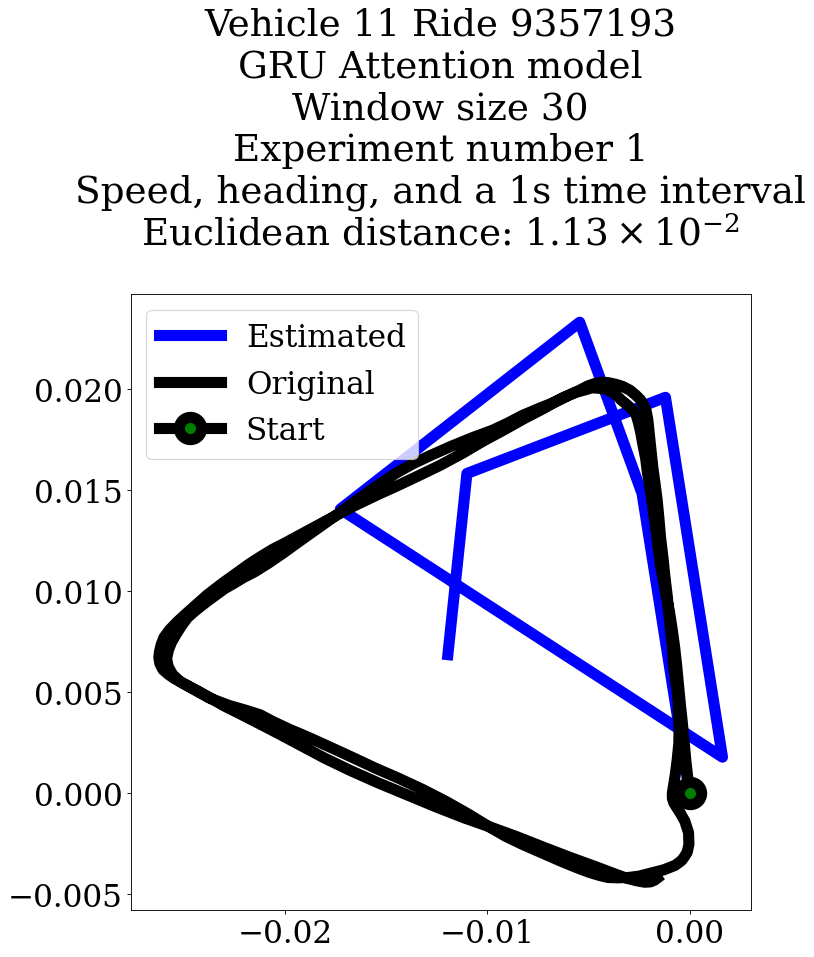 Vehicle 11 Ride 9357193
GRU Attention model
Window size 30
Experiment number 1
Speed, heading, and a 1s time interval
Euclidean distance: 1.13 × 10⁻²
Estimated
Original
Start
0.020
0.015
0.010
0.005
0.000
−0.005
−0.02
−0.01
0.00